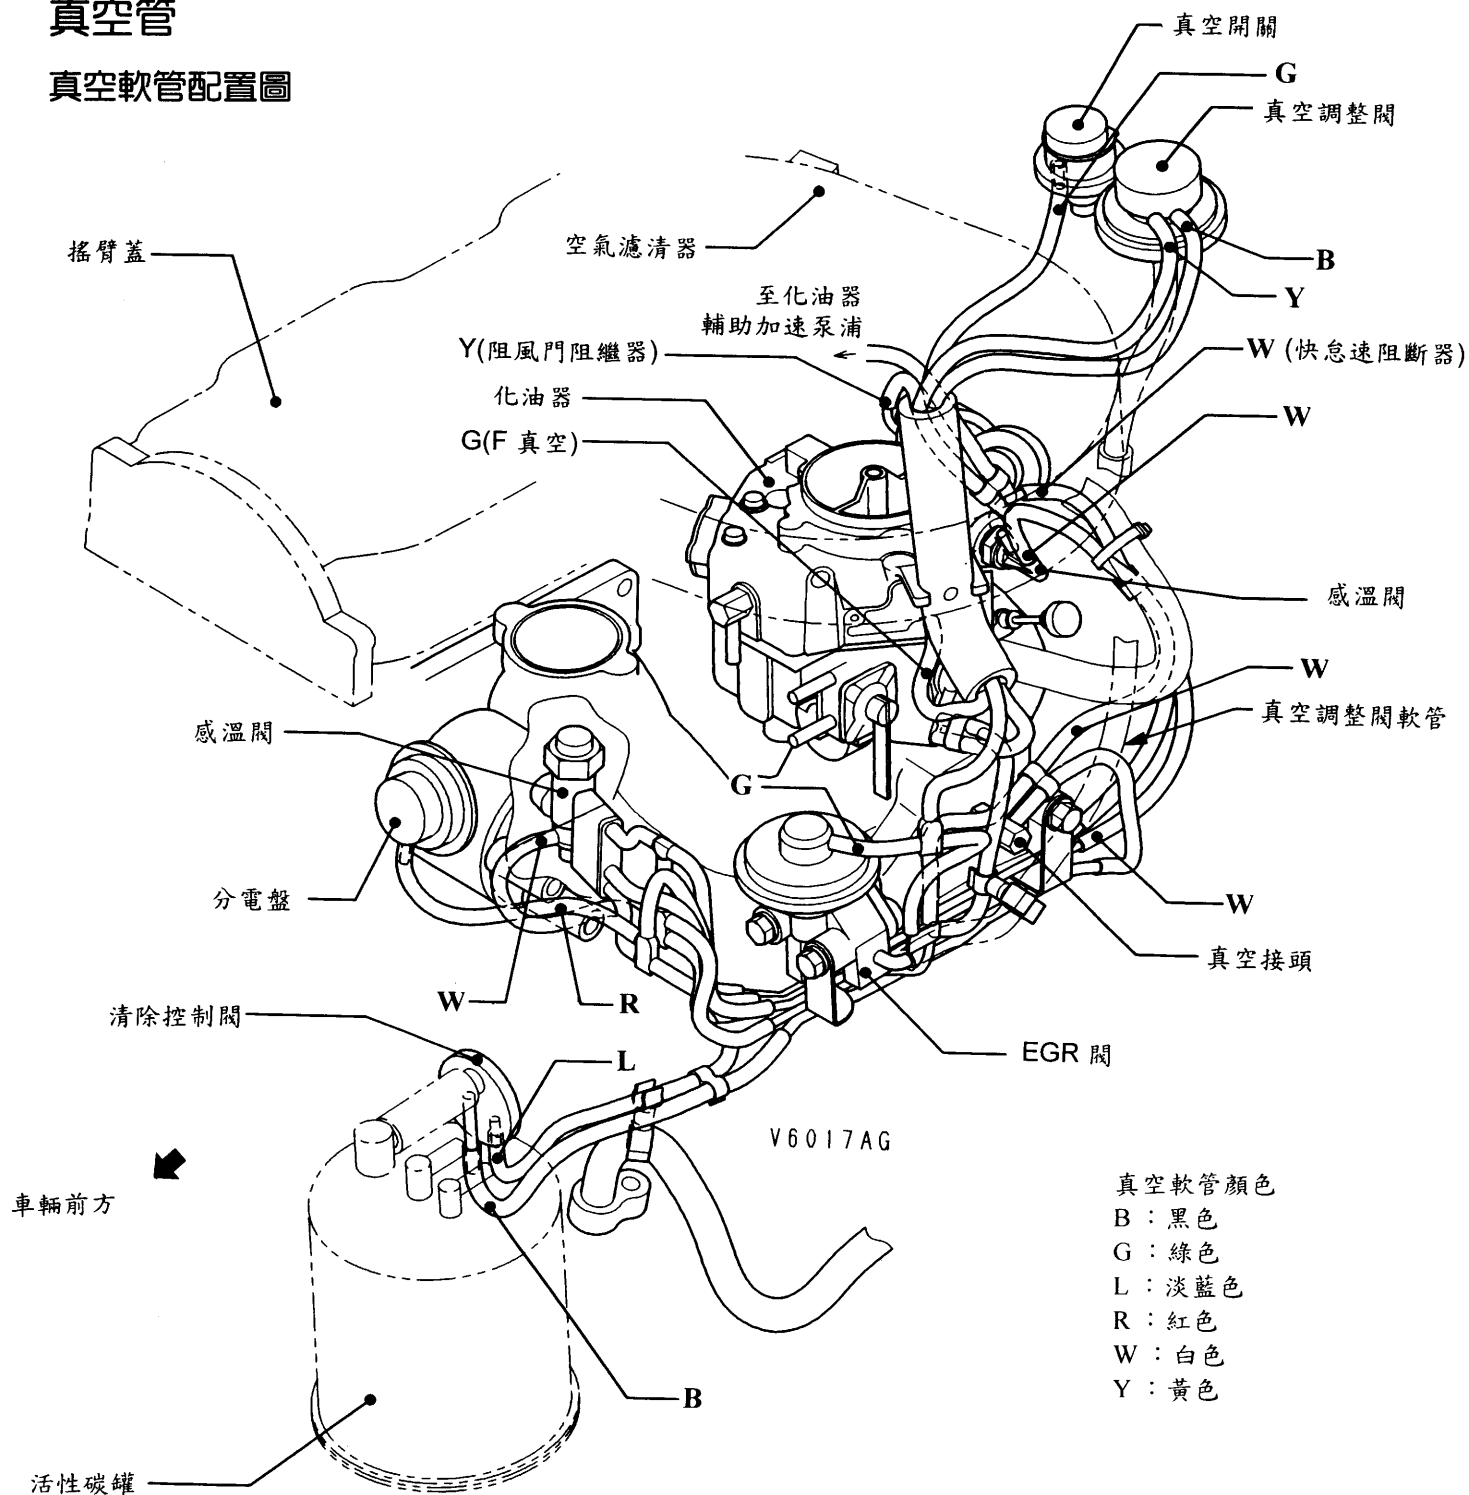 真空管
真空軟管配置圖
真空開關
G
真空調整閥
搖臂蓋
空氣濾清器
B
至化油器
輔助加速泵浦
Y
Y(阻風門阻繼器)
W (快怠速阻斷器)
化油器
W
G(F 真空)
感溫閥
W
真空調整閥軟管
感溫閥
G
分電盤
W
真空接頭
W
R
清除控制閥
EGR 閥
L
V6017AG
車輛前方
真空軟管顏色
B：黑色
G：綠色
L：淡藍色
R：紅色
W：白色
Y：黃色
B
活性碳罐